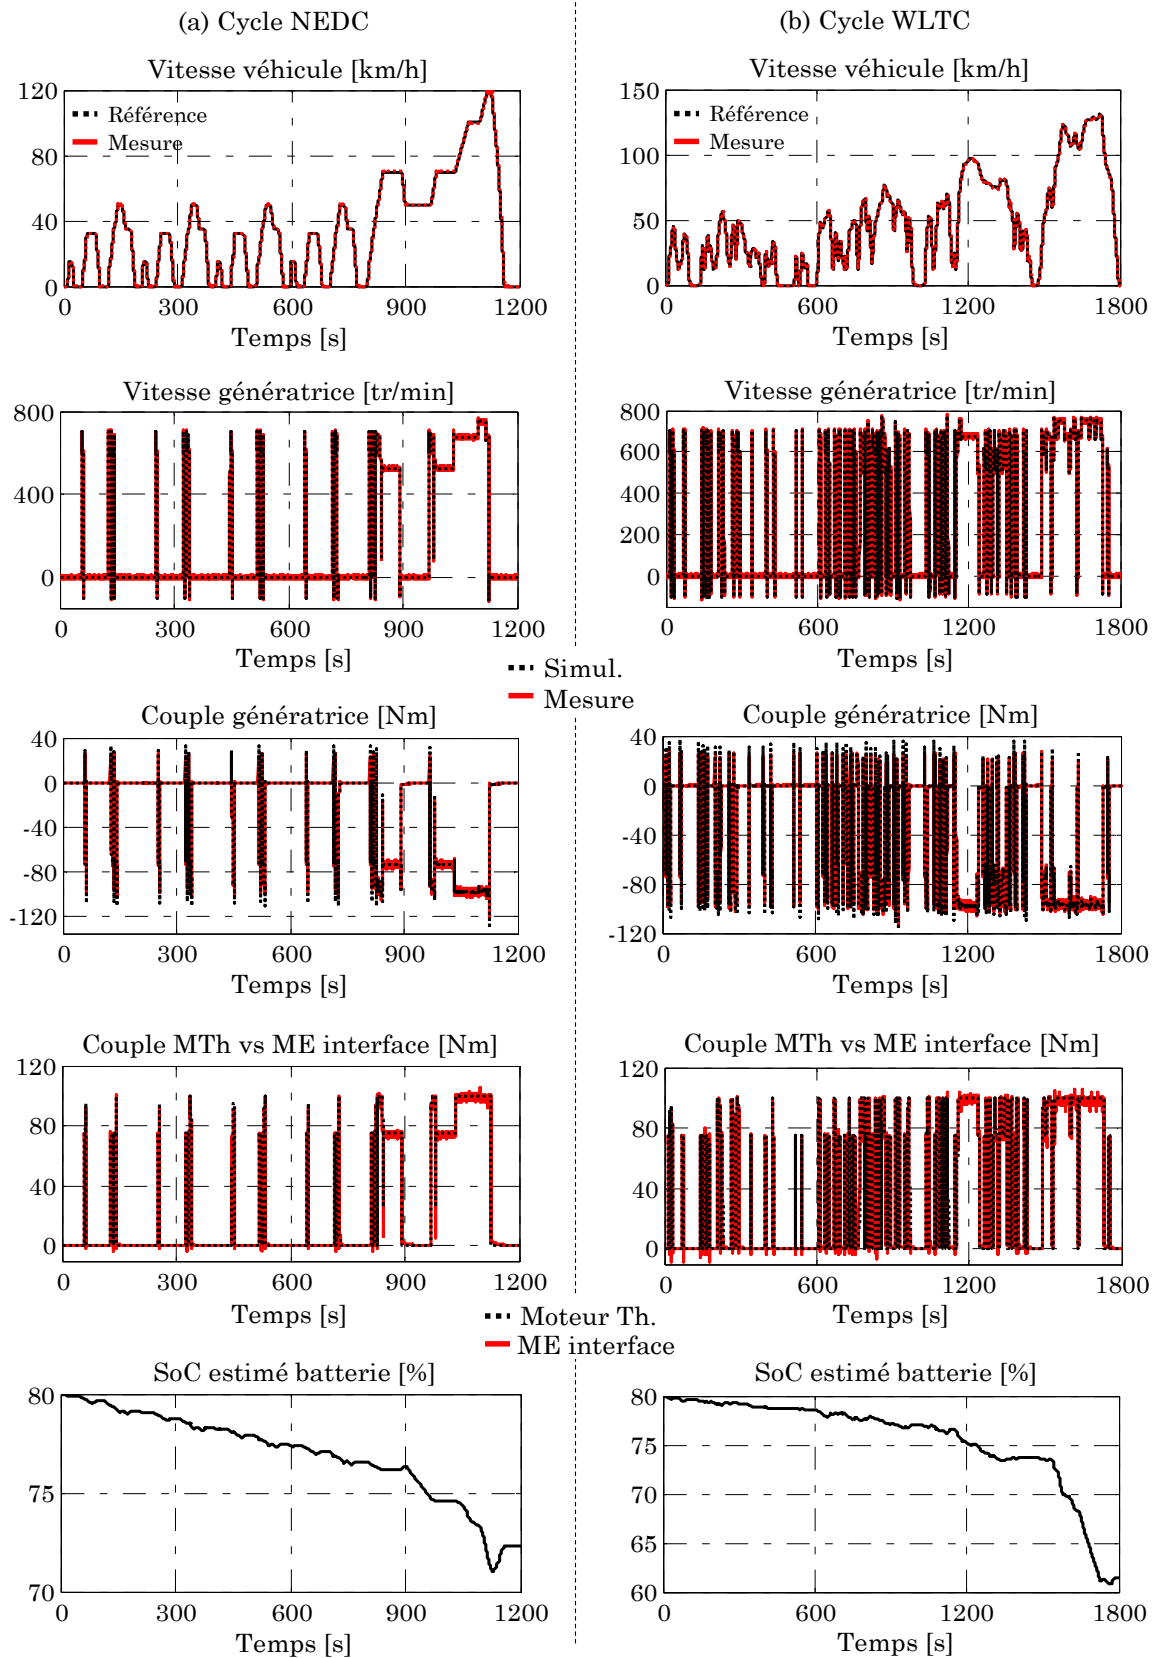 (a) Cycle NEDC
Vitesse véhicule [km/h]
120
80
40
0
Référence
Mesure
0 300 600 900 1200
Temps [s]
Vitesse génératrice [tr/min]
800
400
0
0 300 600 900 1200
Temps [s]
Couple génératrice [Nm]
40
0
-40
-80
-120
0 300 600 900 1200
Temps [s]
Couple MTh vs ME interface [Nm]
120
80
40
0
0 300 600 900 1200
Temps [s]
SoC estimé batterie [%]
80
75
70
0 300 600 900 1200
Temps [s]
Simul.
Mesure
Moteur Th.
ME interface
(b) Cycle WLTC
Vitesse véhicule [km/h]
150
100
50
0
Référence
Mesure
0 600 1200 1800
Temps [s]
Vitesse génératrice [tr/min]
800
600
400
200
0
0 600 1200 1800
Temps [s]
Couple génératrice [Nm]
40
0
-40
-80
-120
0 600 1200 1800
Temps [s]
Couple MTh vs ME interface [Nm]
120
80
40
0
0 600 1200 1800
Temps [s]
SoC estimé batterie [%]
80
75
70
65
60
0 600 1200 1800
Temps [s]